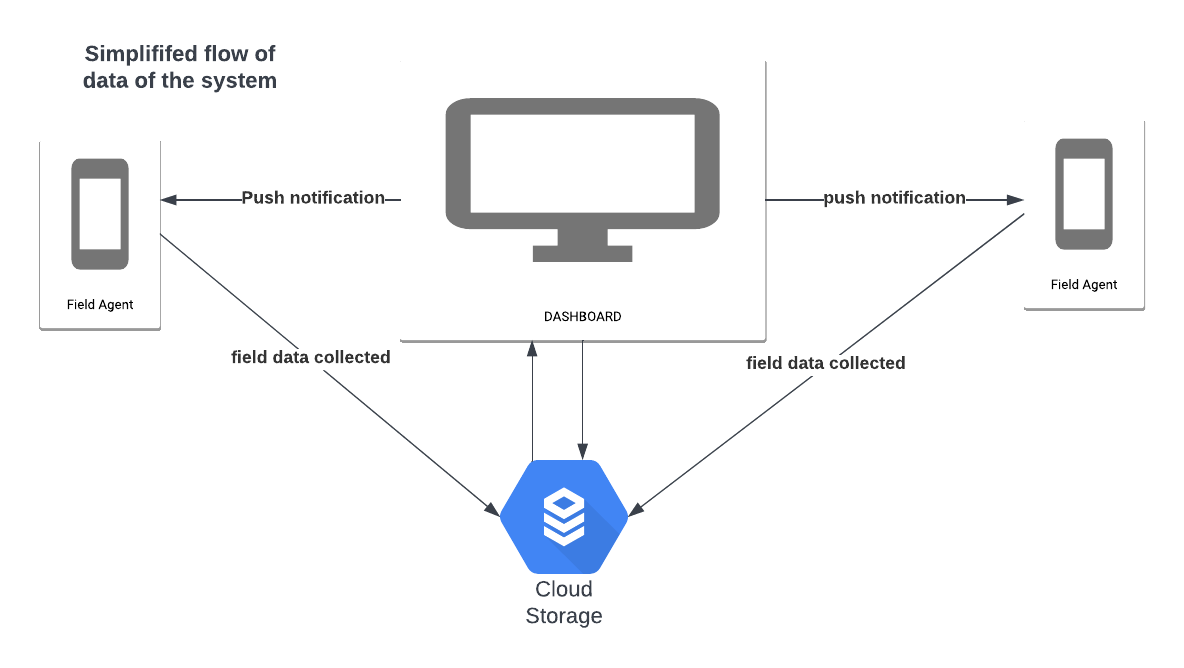 Simplififed flow of
data of the system
Push notification
push notification
Field Agent
DASHBOARD
Field Agent
field data collected
field data collected
Cloud
Storage